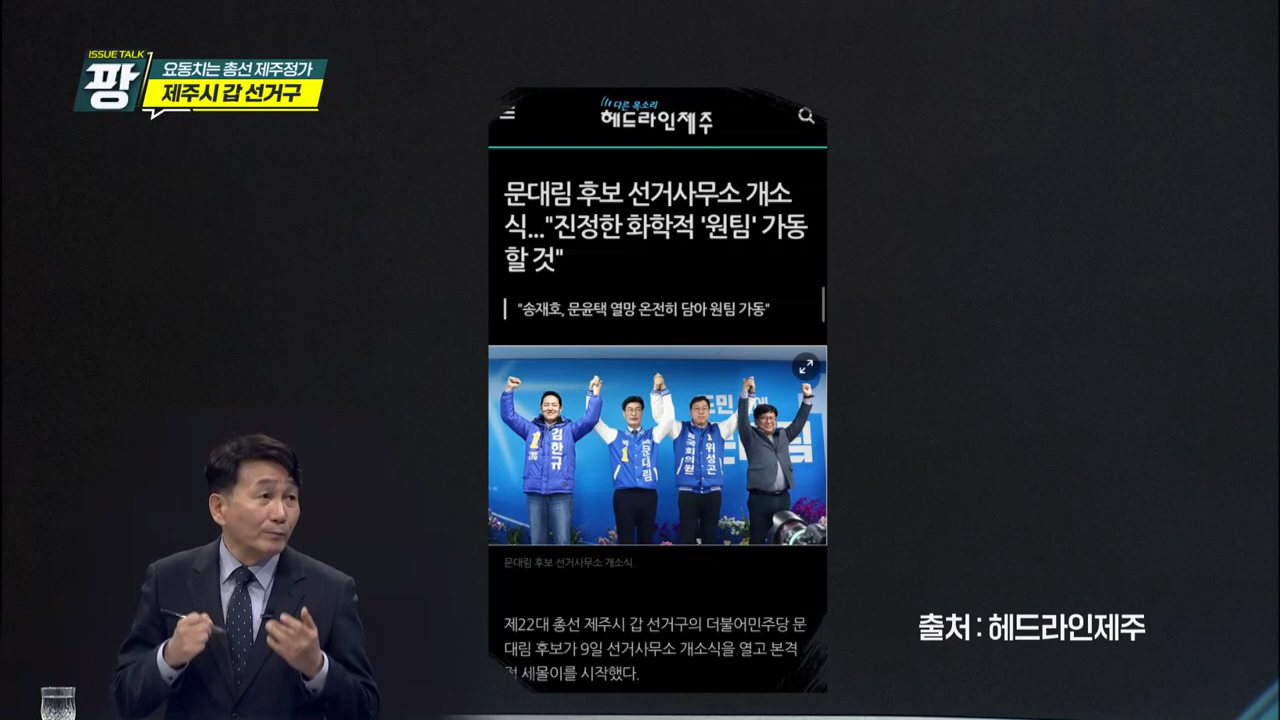 ISSUE TALK
팡
요동치는 총선 제주정가
제주시 갑 선거구
다른 목소리
헤드라인제주
문대림 후보 선거사무소 개소
식..."진정한 화학적 '원팀' 가동
할 것"
"송재호, 문윤택 열망 온전히 담아 원팀 가동"
김한규
1
문대림
1
위성곤
국회의원
문대림 후보 선거사무소 개소식.
제22대 총선 제주시 갑 선거구의 더불어민주당 문
대림 후보가 9일 선거사무소 개소식을 열고 본격
적 세몰이를 시작했다.
출처 : 헤드라인제주